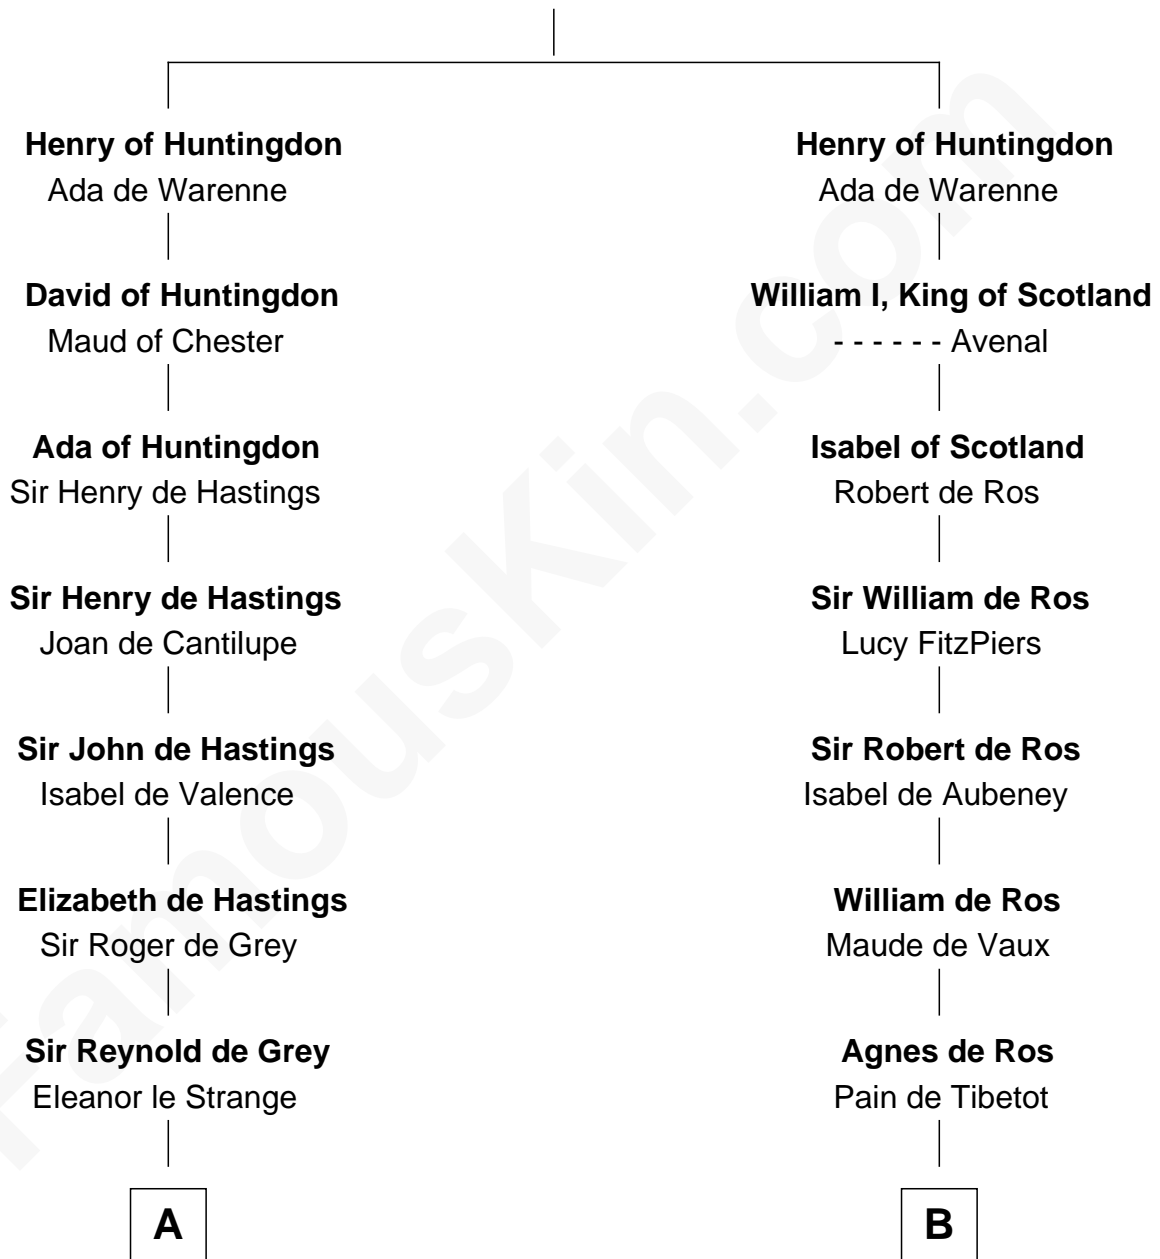 Henry of Huntingdon
Ada de Warenne
David of Huntingdon
Maud of Chester
Ada of Huntingdon
Sir Henry de Hastings
Sir Henry de Hastings
Joan de Cantilupe
Sir John de Hastings
Isabel de Valence
Elizabeth de Hastings
Sir Roger de Grey
Sir Reynold de Grey
Eleanor le Strange
A
Henry of Huntingdon
Ada de Warenne
William I, King of Scotland
- - - - - - Avenal
Isabel of Scotland
Robert de Ros
Sir William de Ros
Lucy FitzPiers
Sir Robert de Ros
Isabel de Aubeney
William de Ros
Maude de Vaux
Agnes de Ros
Pain de Tibetot
B
FamousKin.com